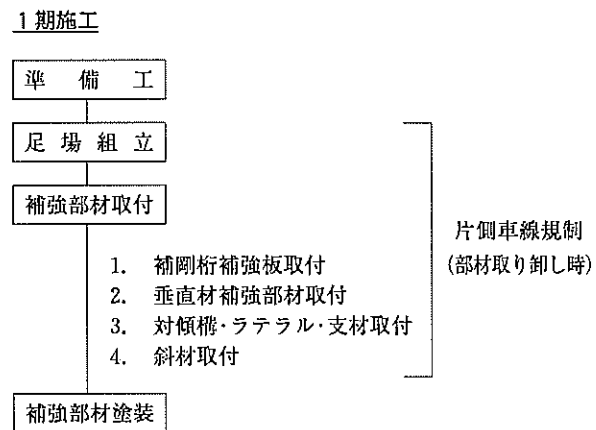 1期施工
準備工
足場組立
補強部材取付
1. 補剛桁補強板取付
2. 垂直材補強部材取付
3. 対傾構・ラテラル・支材取付
4. 斜材取付
片側車線規制
(部材取り卸し時)
補強部材塗装